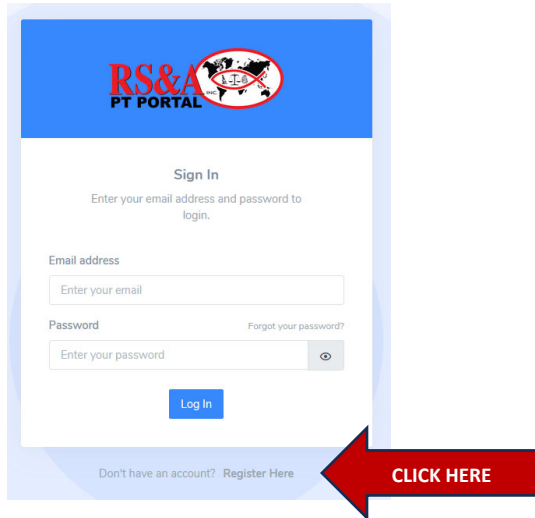 RS&A
INC.
PT PORTAL
Sign In
Enter your email address and password to
login.
Email address
Enter your email
Password Forgot your password?
Enter your password
Log In
Don't have an account? Register Here
CLICK HERE